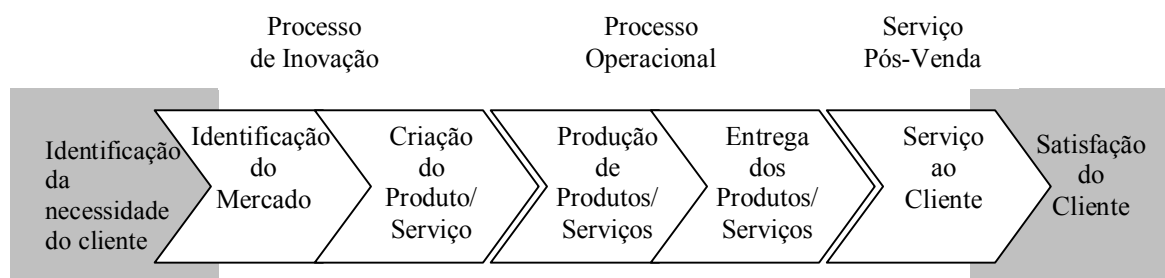 Processo
de Inovação
Processo
Operacional
Serviço
Pós-Venda
Identificação
da
necessidade
do cliente
Identificação
do
Mercado
Criação
do
Produto/
Serviço
Produção
de
Produtos/
Serviços
Entrega
dos
Produtos/
Serviços
Serviço
ao
Cliente
Satisfação
do
Cliente